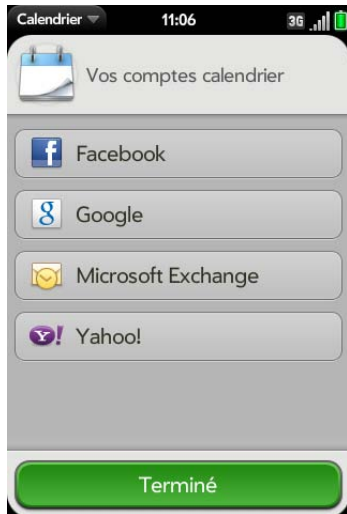 Calendrier 11:06 3G
Vos comptes calendrier
f Facebook
g Google
Microsoft Exchange
Y! Yahoo!
Terminé